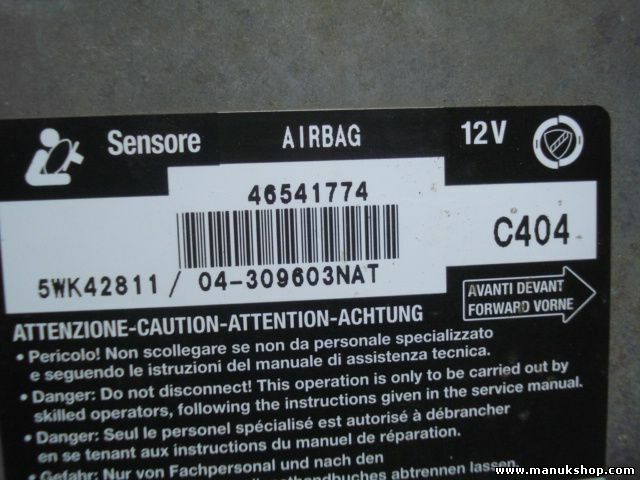 Sensore AIRBAG 12V
46541774
C404
5WK42811 / 04-309603NAT
AVANTI DEVANT
FORWARD VORNE
ATTENZIONE-CAUTION-ATTENTION-ACHTUNG
• Pericolo! Non scollegare se non da personale specializzato
e seguendo le istruzioni del manuale di assistenza tecnica.
• Danger: Do not disconnect! This operation is only to be carried out by
skilled operators, following the instructions given in the service manual.
• Danger: Seul le personel spécialisé est autorisé à débrancher
en se tenant aux instructions du manuel de réparation.
• Gefahr: Nur von Fachpersonal und nach den
abtrennen lassen.
www.manukshop.com